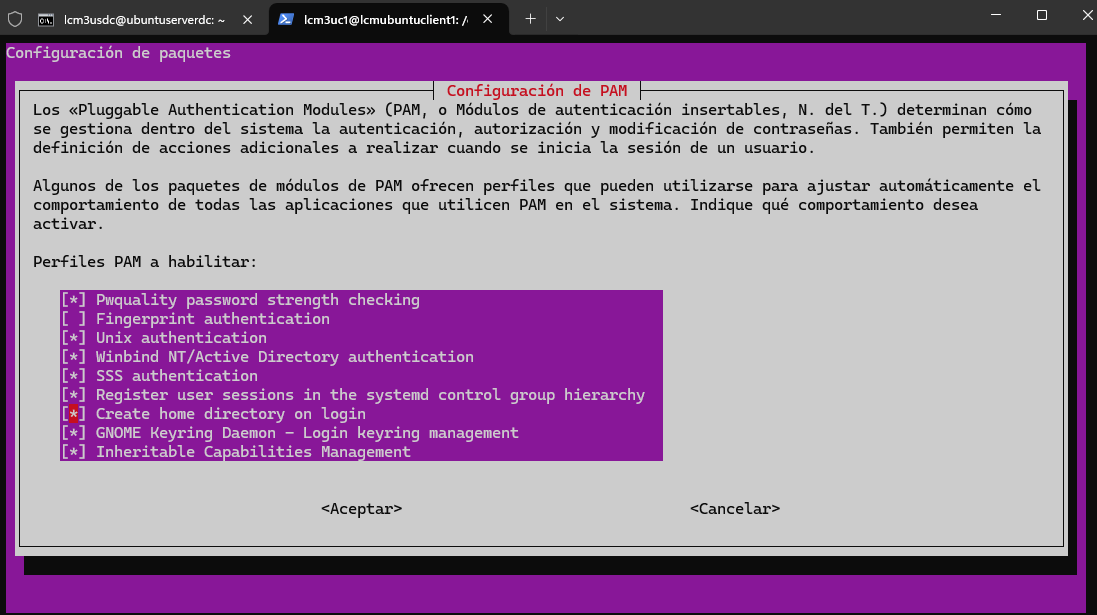 lcm3usdc@ubuntuserverdc: ~
lcm3uc1@lcmubuntuclient1: /
Configuración de paquetes
Configuración de PAM
Los «Pluggable Authentication Modules» (PAM, o Módulos de autenticación insertables, N. del T.) determinan cómo
se gestiona dentro del sistema la autenticación, autorización y modificación de contraseñas. También permiten la
definición de acciones adicionales a realizar cuando se inicia la sesión de un usuario.
Algunos de los paquetes de módulos de PAM ofrecen perfiles que pueden utilizarse para ajustar automáticamente el
comportamiento de todas las aplicaciones que utilicen PAM en el sistema. Indique qué comportamiento desea
activar.
Perfiles PAM a habilitar:
[*] Pwquality password strength checking
[ ] Fingerprint authentication
[*] Unix authentication
[*] Winbind NT/Active Directory authentication
[*] SSS authentication
[*] Register user sessions in the systemd control group hierarchy
[*] Create home directory on login
[*] GNOME Keyring Daemon - Login keyring management
[*] Inheritable Capabilities Management
<Aceptar> <Cancelar>